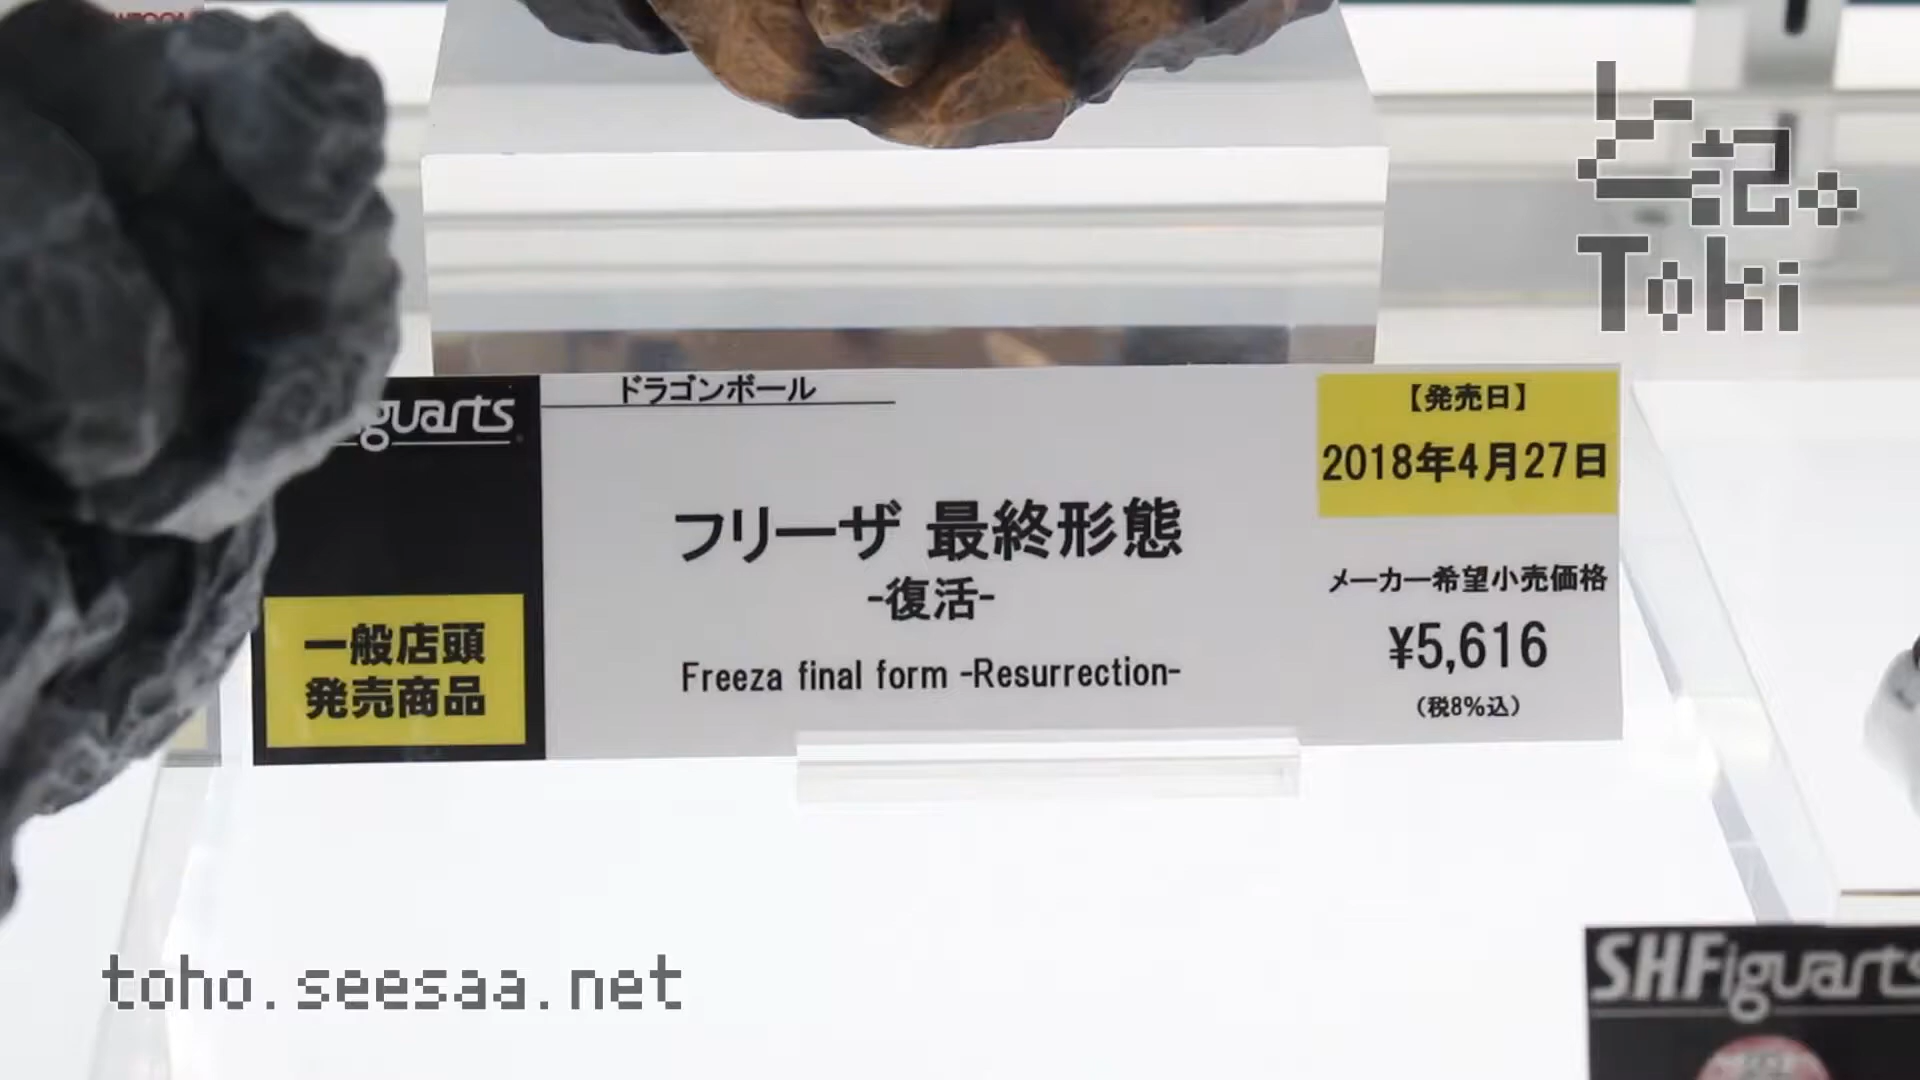 と記。
Toki
ドラゴンボール
iguarts
【発売日】
2018年4月27日
フリーザ 最終形態
-復活-
Freeza final form -Resurrection-
メーカー希望小売価格
¥5,616
(税8%込)
一般店頭
発売商品
toho.seesaa.net
SHFiguarts